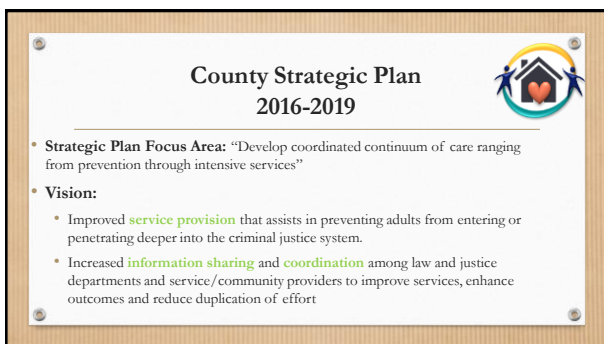 County Strategic Plan
2016-2019
• Strategic Plan Focus Area: “Develop coordinated continuum of care ranging
from prevention through intensive services”
• Vision:
• Improved service provision that assists in preventing adults from entering or
penetrating deeper into the criminal justice system.
• Increased information sharing and coordination among law and justice
departments and service/community providers to improve services, enhance
outcomes and reduce duplication of effort